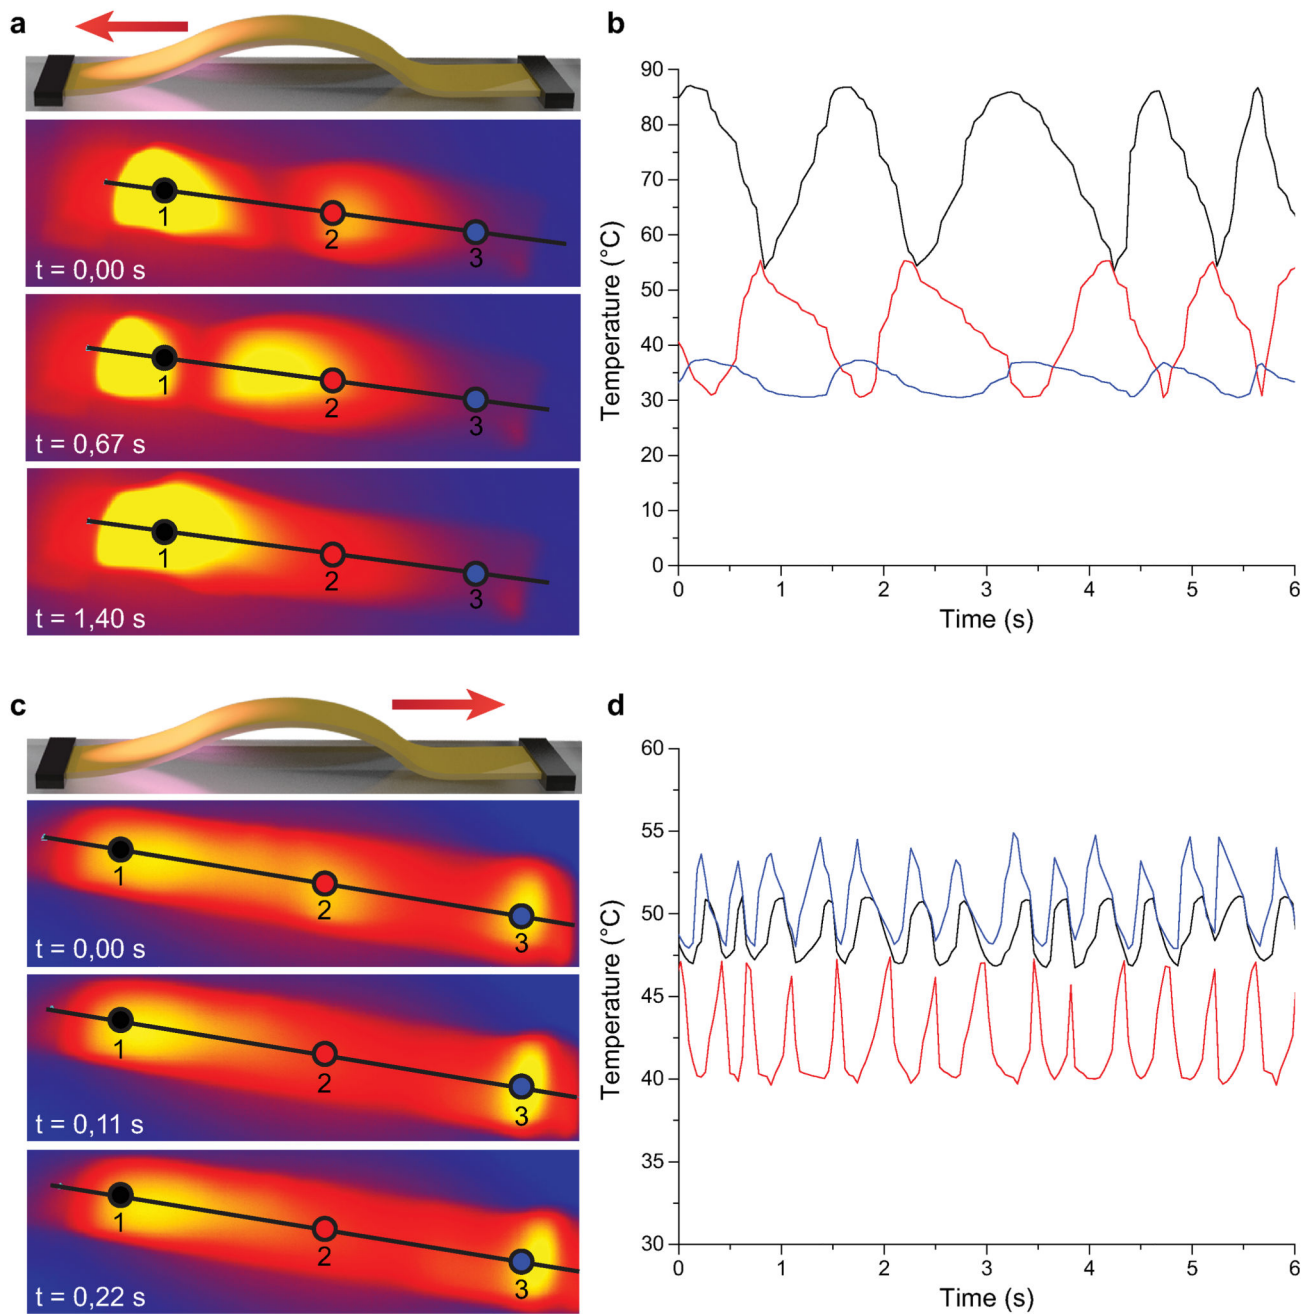 a
1
2
3
t = 0,00 s
1
2
3
t = 0,67 s
1
2
3
t = 1,40 s
b
Temperature (°C)
90
80
70
60
50
40
30
20
10
0
0 1 2 3 4 5 6
Time (s)
c
1
2
3
t = 0,00 s
1
2
3
t = 0,11 s
1
2
3
t = 0,22 s
d
Temperature (°C)
60
55
50
45
40
35
30
0 1 2 3 4 5 6
Time (s)